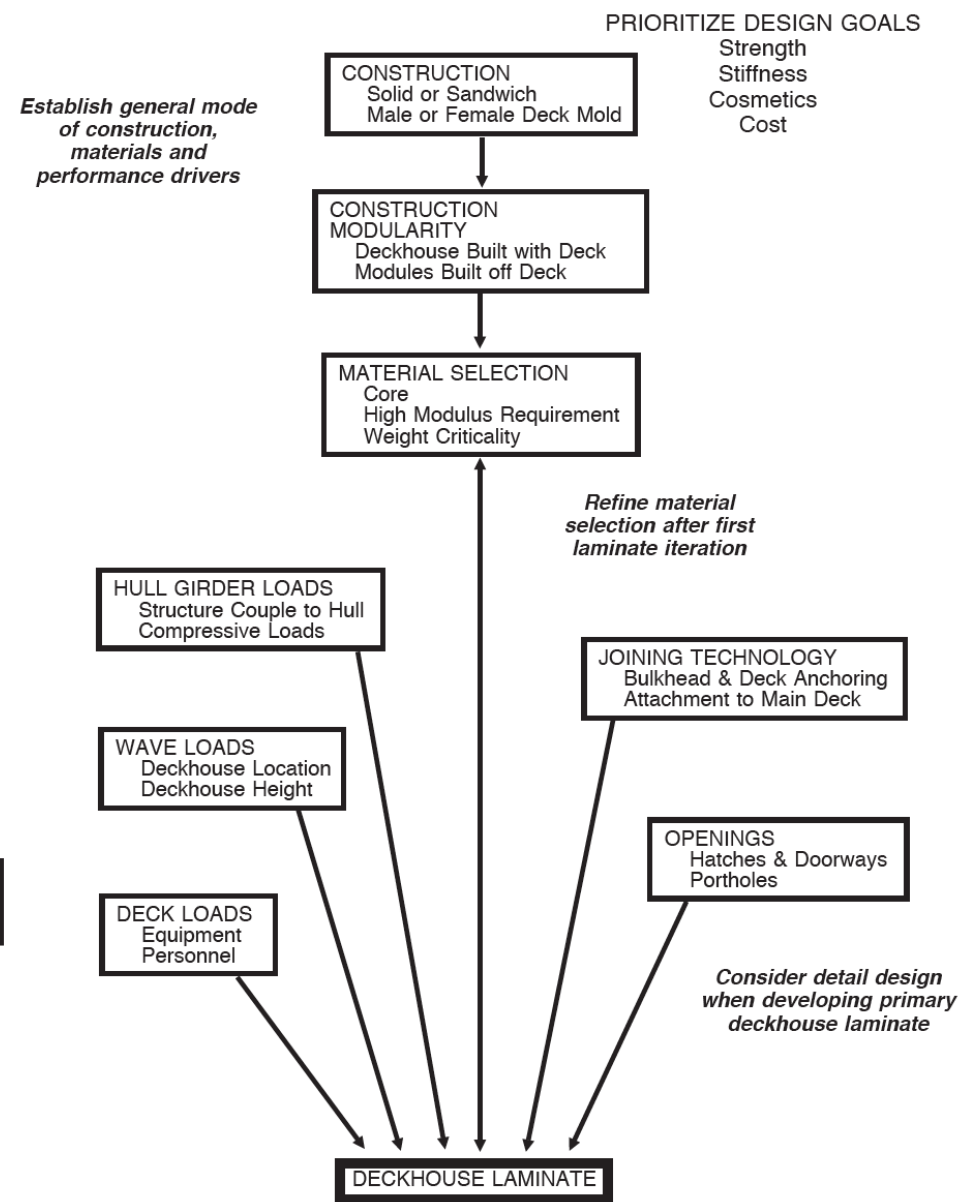 PRIORITIZE DESIGN GOALS
Strength
Stiffness
Cosmetics
Cost
CONSTRUCTION
Solid or Sandwich
Male or Female Deck Mold
Establish general mode
of construction,
materials and
performance drivers
CONSTRUCTION
MODULARITY
Deckhouse Built with Deck
Modules Built off Deck
MATERIAL SELECTION
Core
High Modulus Requirement
Weight Criticality
Refine material
selection after first
laminate iteration
HULL GIRDER LOADS
Structure Couple to Hull
Compressive Loads
JOINING TECHNOLOGY
Bulkhead & Deck Anchoring
Attachment to Main Deck
WAVE LOADS
Deckhouse Location
Deckhouse Height
OPENINGS
Hatches & Doorways
Portholes
DECK LOADS
Equipment
Personnel
Consider detail design
when developing primary
deckhouse laminate
DECKHOUSE LAMINATE